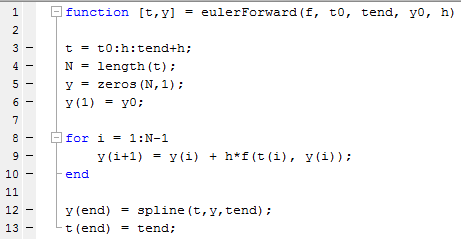 1 function [t,y] = eulerForward(f, t0, tend, y0, h)
2
3 - t = t0:h:tend+h;
4 - N = length(t);
5 - y = zeros(N,1);
6 - y(1) = y0;
7
8 - for i = 1:N-1
9 - y(i+1) = y(i) + h*f(t(i), y(i));
10 - end
11
12 - y(end) = spline(t,y,tend);
13 - t(end) = tend;